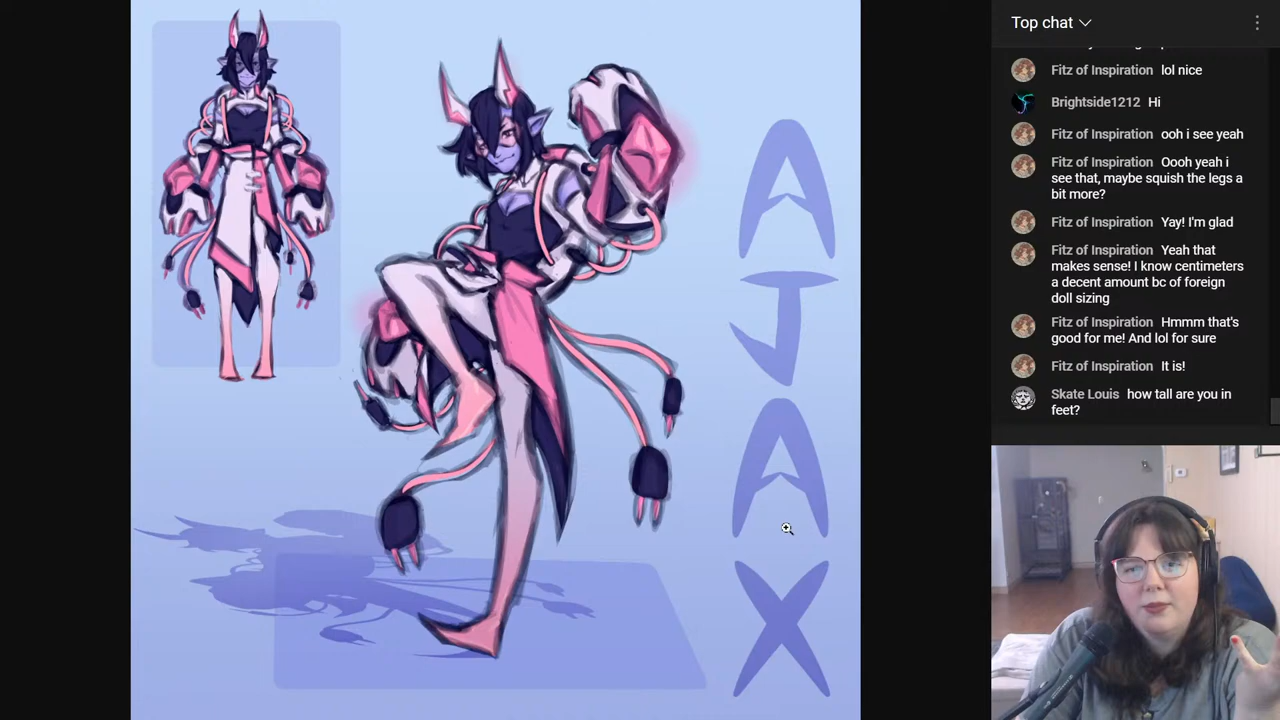 Top chat
Fitz of Inspiration lol nice
Brightside1212 Hi
Fitz of Inspiration ooh i see yeah
Fitz of Inspiration Oooh yeah i
see that, maybe squish the legs a
bit more?
Fitz of Inspiration Yay! I'm glad
Fitz of Inspiration Yeah that
makes sense! I know centimeters
a decent amount bc of foreign
doll sizing
Fitz of Inspiration Hmmm that's
good for me! And lol for sure
Fitz of Inspiration It is!
Skate Louis how tall are you in
feet?
A
J
A
X